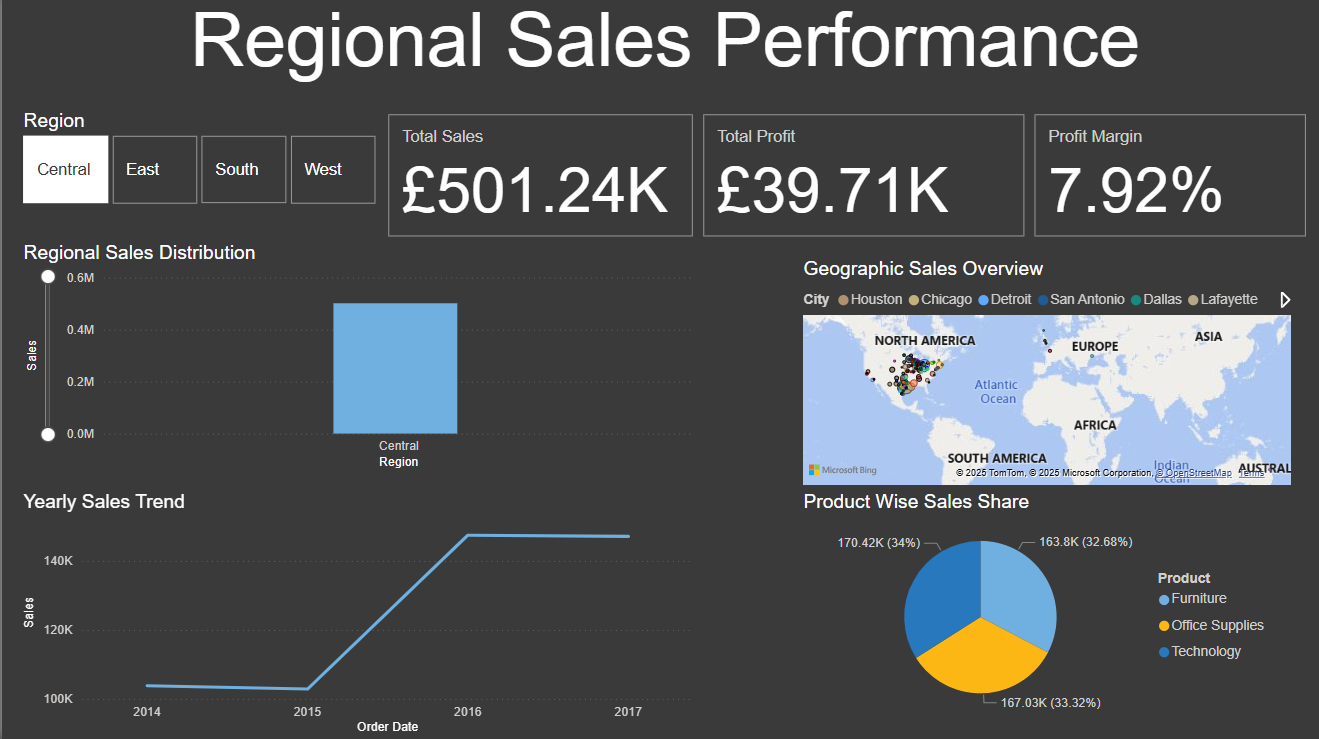 Regional Sales Performance
Region
Central
East
South
West
Total Sales
£501.24K
Total Profit
£39.71K
Profit Margin
7.92%
Regional Sales Distribution
0.6M
0.4M
0.2M
0.0M
Sales
Central
Region
Geographic Sales Overview
City Houston Chicago Detroit San Antonio Dallas Lafayette
NORTH AMERICA
EUROPE
ASIA
Atlantic
Ocean
AFRICA
SOUTH AMERICA
Indian
Ocean
AUSTRAL
Microsoft Bing
© 2025 TomTom, © 2025 Microsoft Corporation, © OpenStreetMap Terms
Yearly Sales Trend
140K
120K
100K
Sales
2014
2015
2016
2017
Order Date
Product Wise Sales Share
170.42K (34%)
163.8K (32.68%)
167.03K (33.32%)
Product
Furniture
Office Supplies
Technology